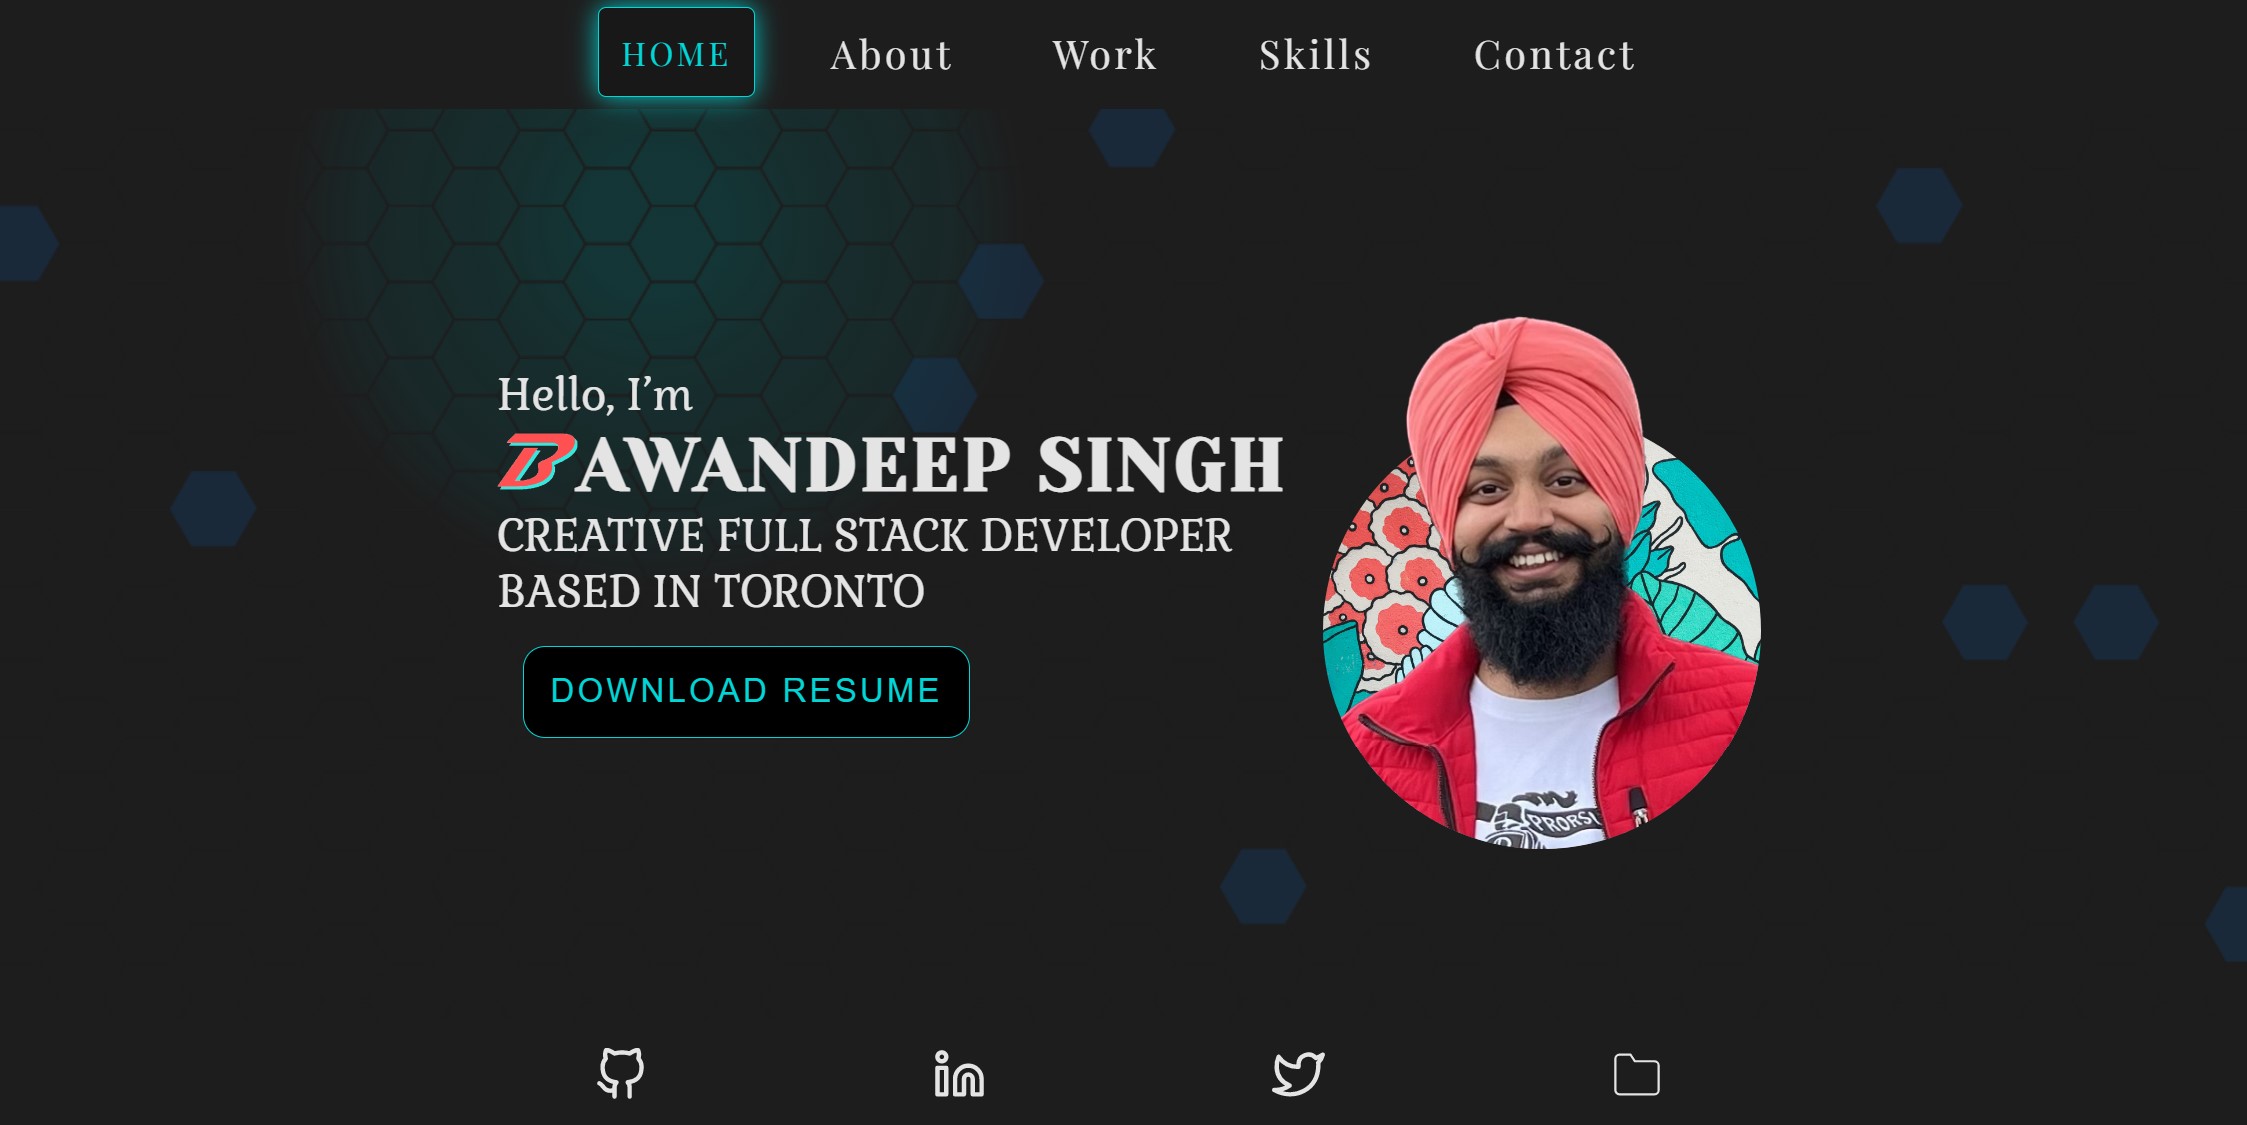 HOME About Work Skills Contact
Hello, I’m
BAWANDEEP SINGH
CREATIVE FULL STACK DEVELOPER
BASED IN TORONTO
DOWNLOAD RESUME